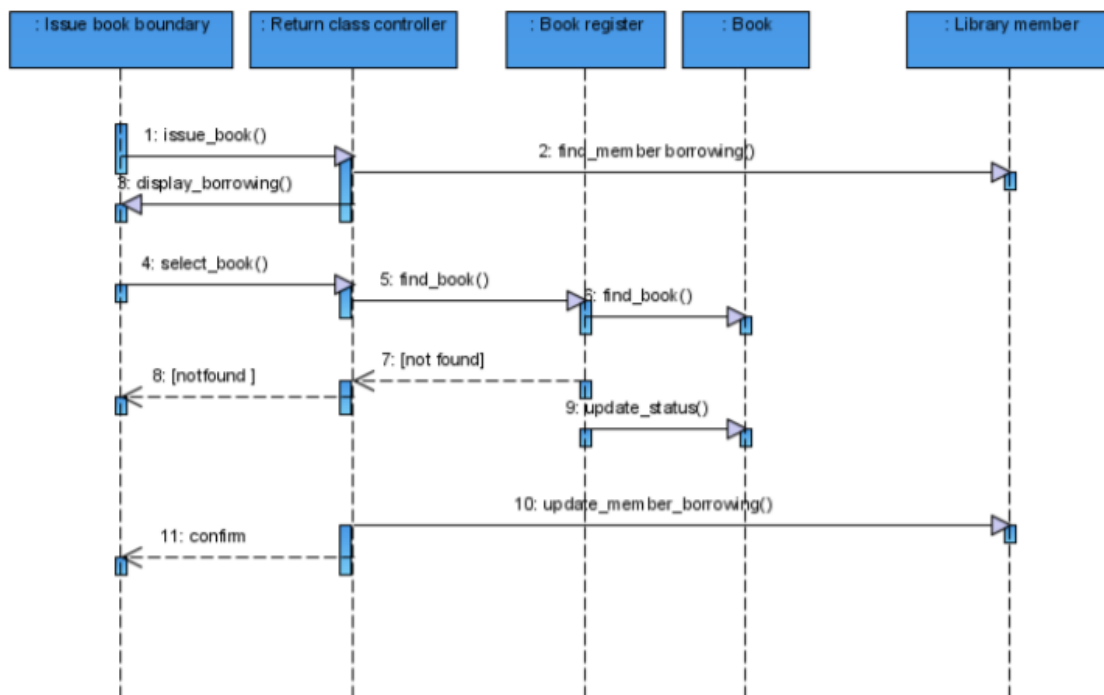 : Issue book boundary
: Return class controller
: Book register
: Book
: Library member
1: issue_book()
2: find_member borrowing()
3: display_borrowing()
4: select_book()
5: find_book()
6: find_book()
7: [not found]
8: [notfound ]
9: update_status()
10: update_member_borrowing()
11: confirm